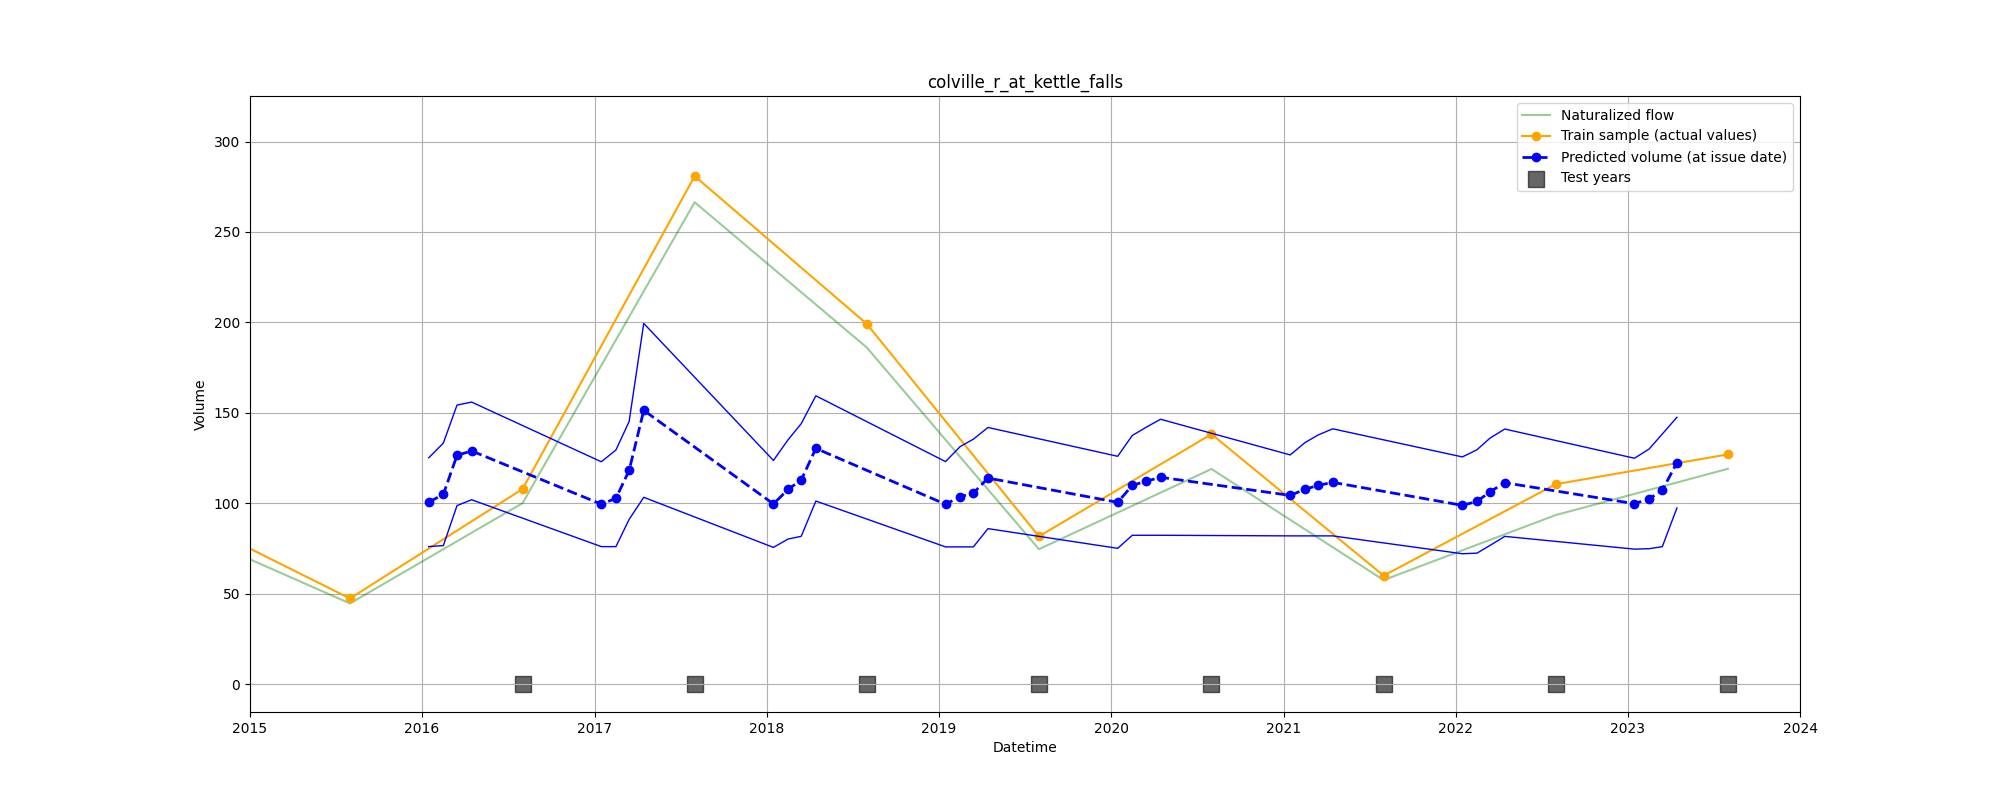 colville_r_at_kettle_falls
Naturalized flow
Train sample (actual values)
Predicted volume (at issue date)
Test years
300
250
200
150
100
50
0
Volume
2015 2016 2017 2018 2019 2020 2021 2022 2023 2024
Datetime